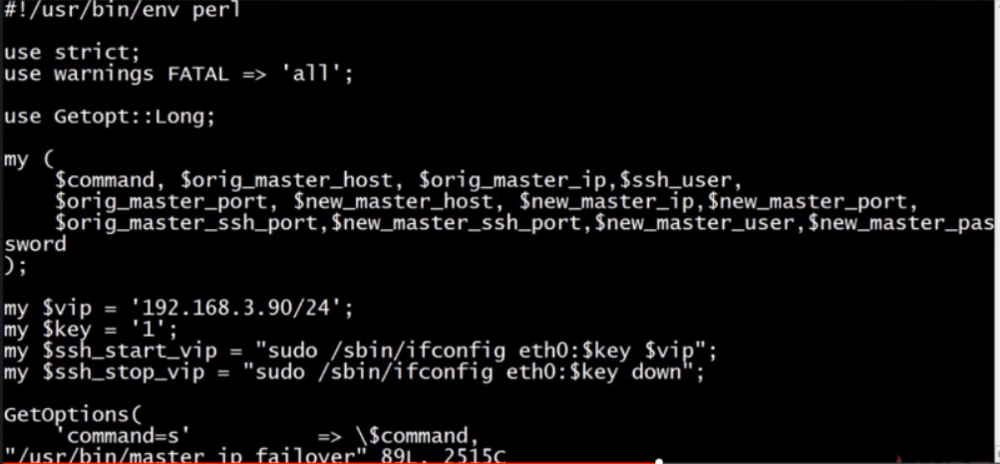 #!/usr/bin/env perl
use strict;
use warnings FATAL => 'all';
use Getopt::Long;
my (
    $command, $orig_master_host, $orig_master_ip,$ssh_user,
    $orig_master_port, $new_master_host, $new_master_ip,$new_master_port,
    $orig_master_ssh_port,$new_master_ssh_port,$new_master_user,$new_master_pas
sword
);
my $vip = '192.168.3.90/24';
my $key = '1';
my $ssh_start_vip = "sudo /sbin/ifconfig eth0:$key $vip";
my $ssh_stop_vip = "sudo /sbin/ifconfig eth0:$key down";
GetOptions(
    'command=s'             => \$command,
"/usr/bin/master_ip_failover" 89L, 2515C